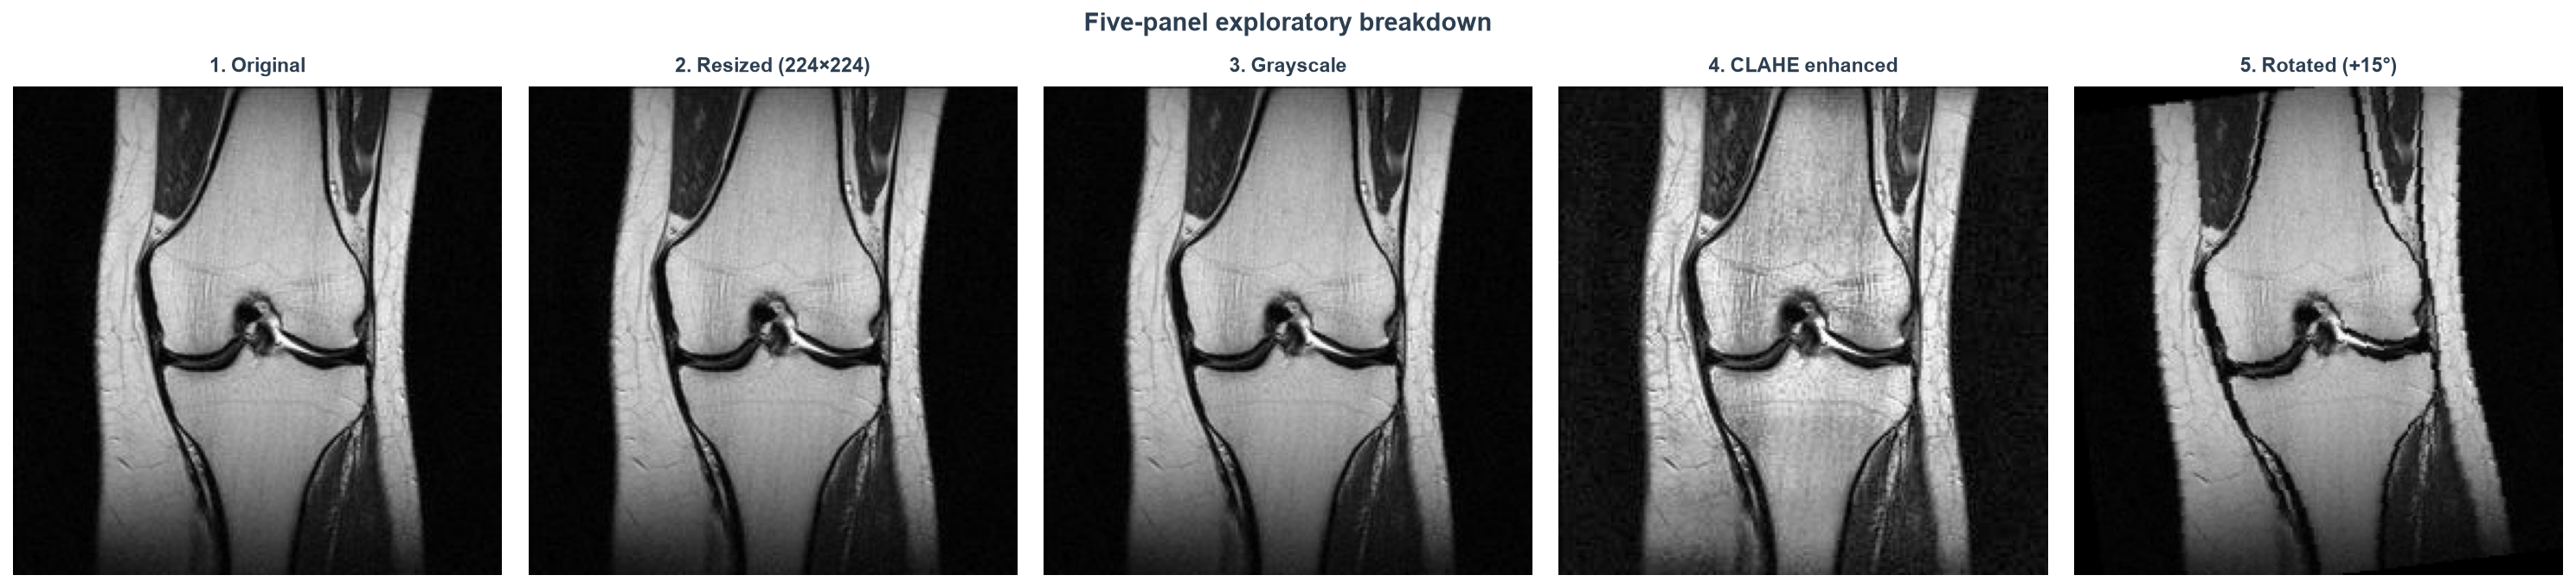 Five-panel exploratory breakdown
1. Original
2. Resized (224×224)
3. Grayscale
4. CLAHE enhanced
5. Rotated (+15°)